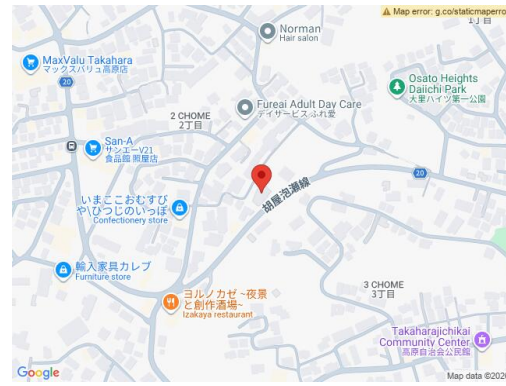 Map error: g.co/staticmaperro
1丁目
Norman
Hair salon
MaxValu Takahara
マックスバリュ高原店
20
Osato Heights
Daiichi Park
大里ハイツ第一公園
Fureai Adult Day Care
デイサービス ふれ愛
2 CHOME
2丁目
San-A
サンエーV21
食品館 照屋店
20
胡屋泡瀬線
いまここおむすび
や\ひつじのいっぽ
Confectionery store
輸入家具カレブ
Furniture store
3 CHOME
3丁目
ヨルノカゼ ~夜景
と創作酒場~
Izakaya restaurant
Takaharajichikai
Community Center
高原自治会公民館
Google
Map data ©202